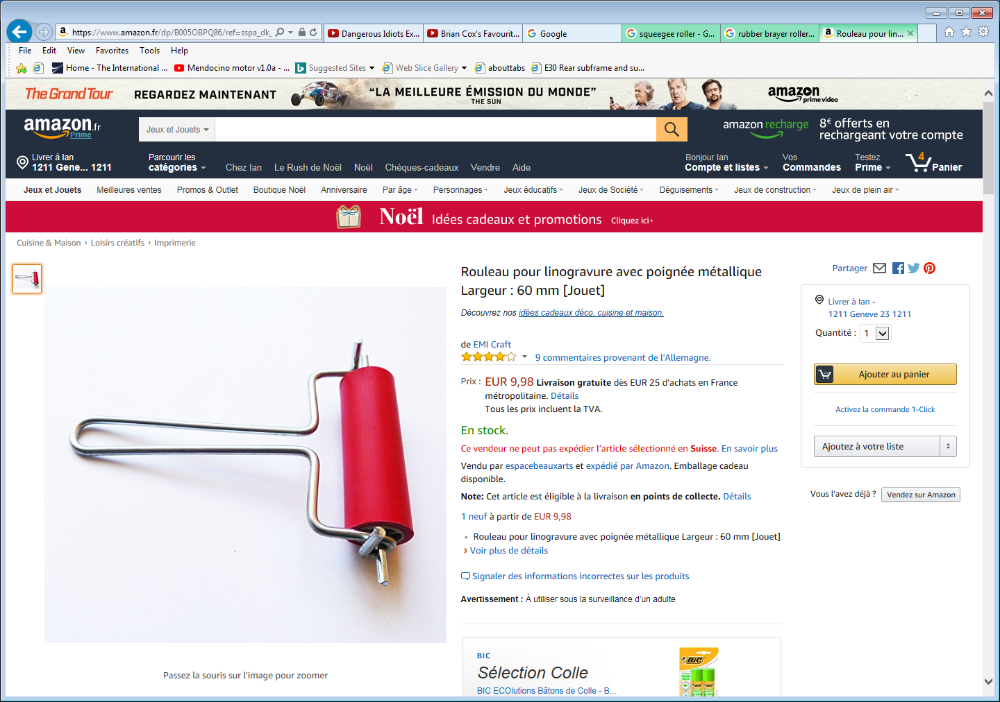 https://www.amazon.fr/dp/B005OBPQ86/ref=sspa_dk_
Dangerous Idiots Ex...
Brian Cox's Favourit...
Google
squeegee roller - G...
rubber brayer roller...
Rouleau pour lin...
File Edit View Favorites Tools Help
Home - The International ...
Mendocino motor v1.0a - ...
Suggested Sites
Web Slice Gallery
abouttabs
E30 Rear subframe and su...
The Grand Tour REGARDEZ MAINTENANT “LA MEILLEURE ÉMISSION DU MONDE” amazon
THE SUN prime video
amazon.fr
Prime
Jeux et Jouets
amazon recharge
8€ offerts en
rechargeant votre compte
Livrer à Ian
1211 Gene... 1211
Parcourir les
catégories
Chez Ian Le Rush de Noël Noël Chèques-cadeaux Vendre Aide
Bonjour Ian
Compte et listes
Vos
Commandes
Testez
Prime
4
Panier
Jeux et Jouets Meilleures ventes Promos & Outlet Boutique Noël Anniversaire Par âge Personnages Jeux éducatifs Jeux de Société Déguisements Jeux de construction Jeux de plein air
Noël Idées cadeaux et promotions Cliquez ici
Cuisine & Maison › Loisirs créatifs › Imprimerie
Rouleau pour linogravure avec poignée métallique
Largeur : 60 mm [Jouet]
Découvrez nos idées cadeaux déco, cuisine et maison.
de EMI Craft
9 commentaires provenant de l'Allemagne.
Prix : EUR 9,98 Livraison gratuite dès EUR 25 d'achats en France
métropolitaine. Détails
Tous les prix incluent la TVA.
En stock.
Ce vendeur ne peut pas expédier l'article sélectionné en Suisse. En savoir plus
Vendu par espacebeauxarts et expédié par Amazon. Emballage cadeau
disponible.
Note: Cet article est éligible à la livraison en points de collecte. Détails
1 neuf à partir de EUR 9,98
• Rouleau pour linogravure avec poignée métallique Largeur : 60 mm [Jouet]
› Voir plus de détails
Signaler des informations incorrectes sur les produits
Avertissement : À utiliser sous la surveillance d'un adulte
BIC
Sélection Colle
BIC ECOlutions Bâtons de Colle - B...
BIC
Passez la souris sur l'image pour zoomer
Partager
Livrer à Ian -
1211 Geneve 23 1211
Quantité : 1
Ajouter au panier
Activez la commande 1-Click
Ajoutez à votre liste
Vous l'avez déjà ? Vendez sur Amazon